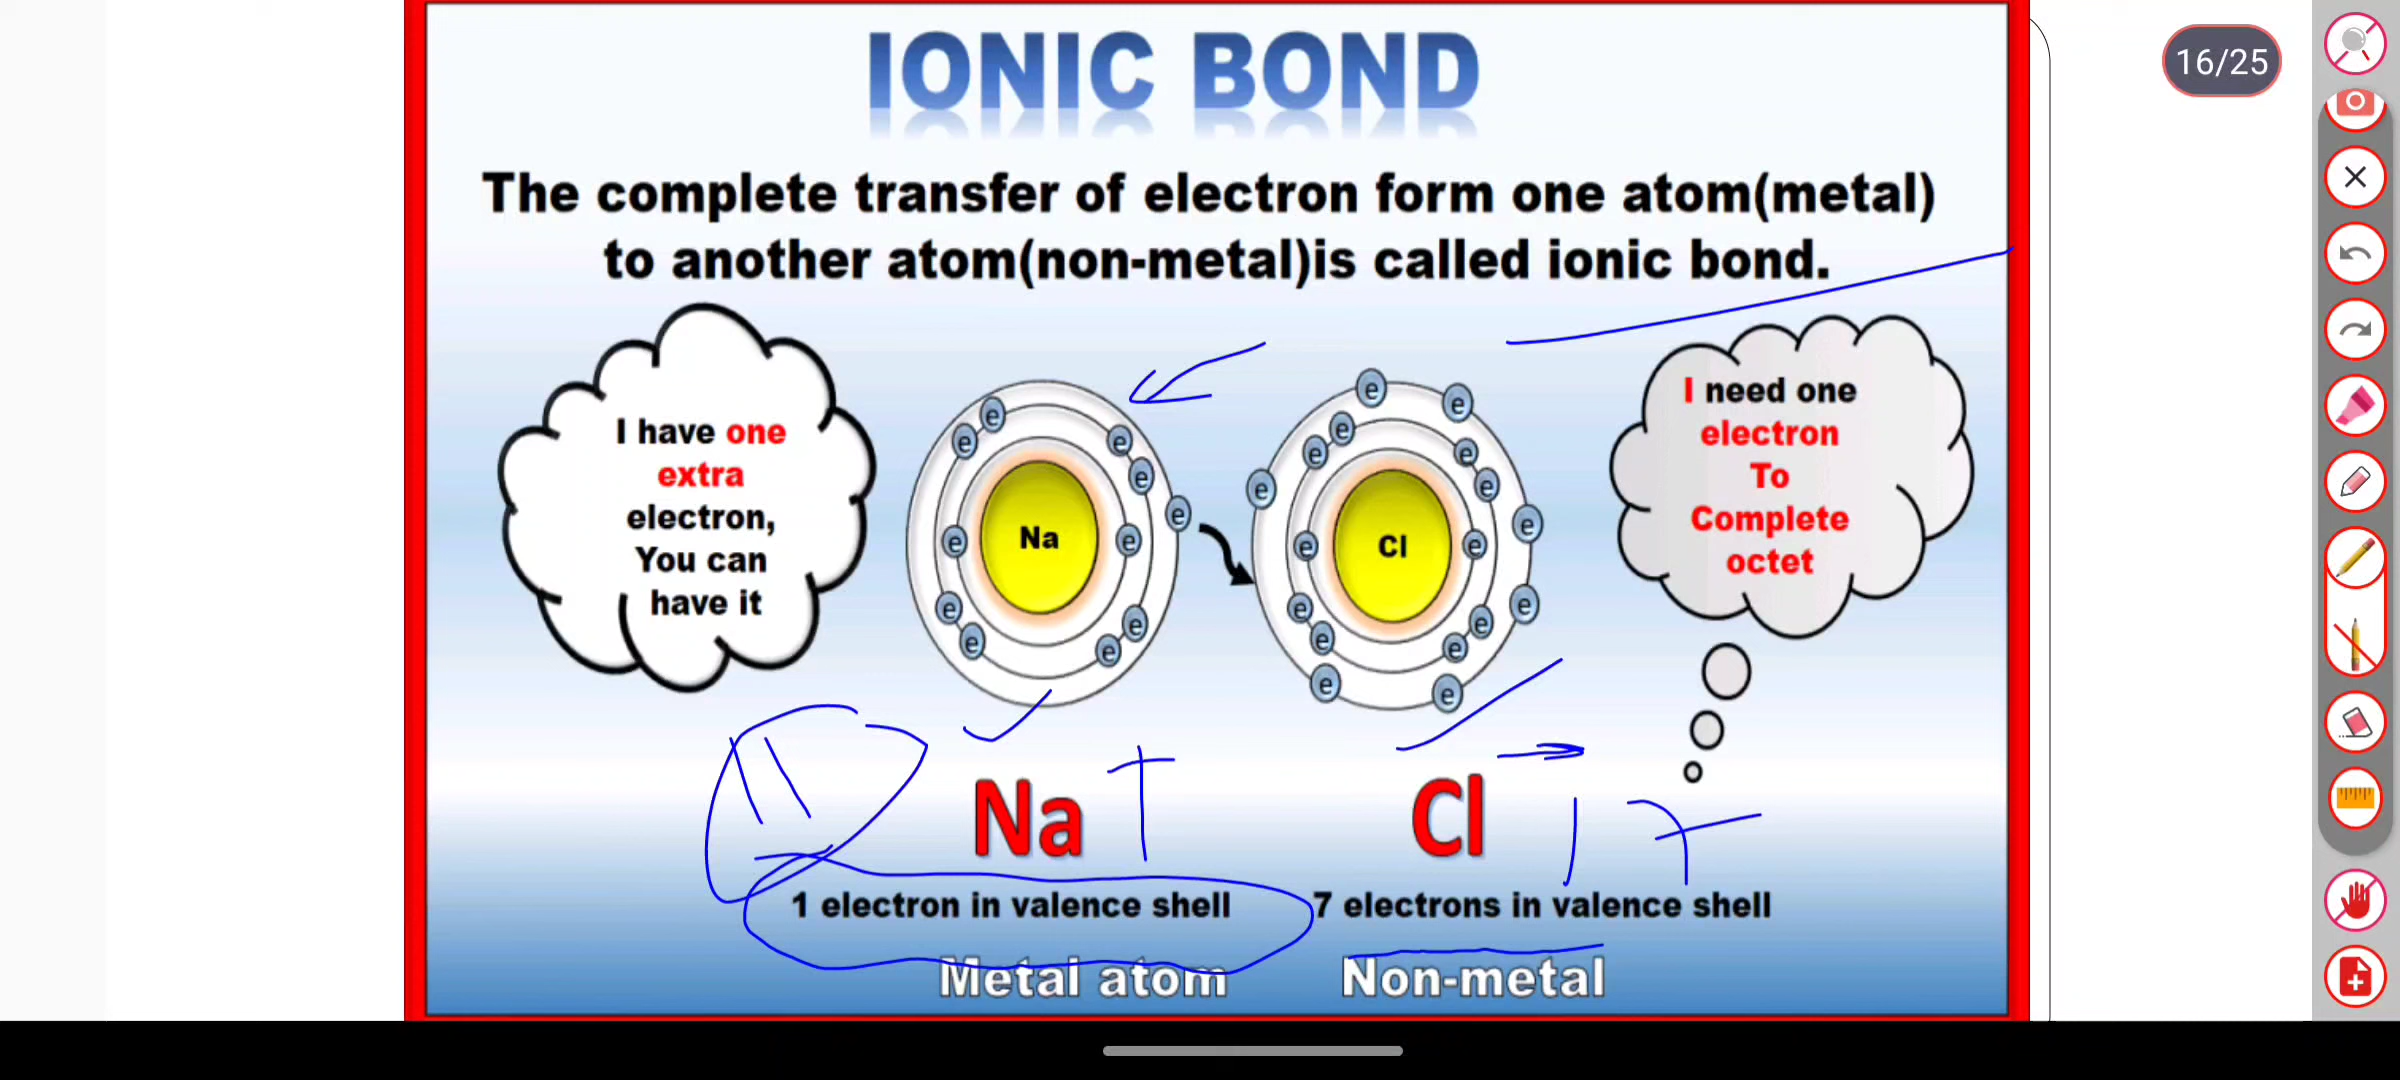 IONIC BOND
16/25
The complete transfer of electron form one atom(metal)
to another atom(non-metal)is called ionic bond.
I have one
extra
electron,
You can
have it
I need one
electron
To
Complete
octet
e e e e e e e e e e e
Na
e e e e e e e e e e e e e e e e e
Cl
11
Na
Cl
17
1 electron in valence shell
7 electrons in valence shell
Metal atom
Non-metal